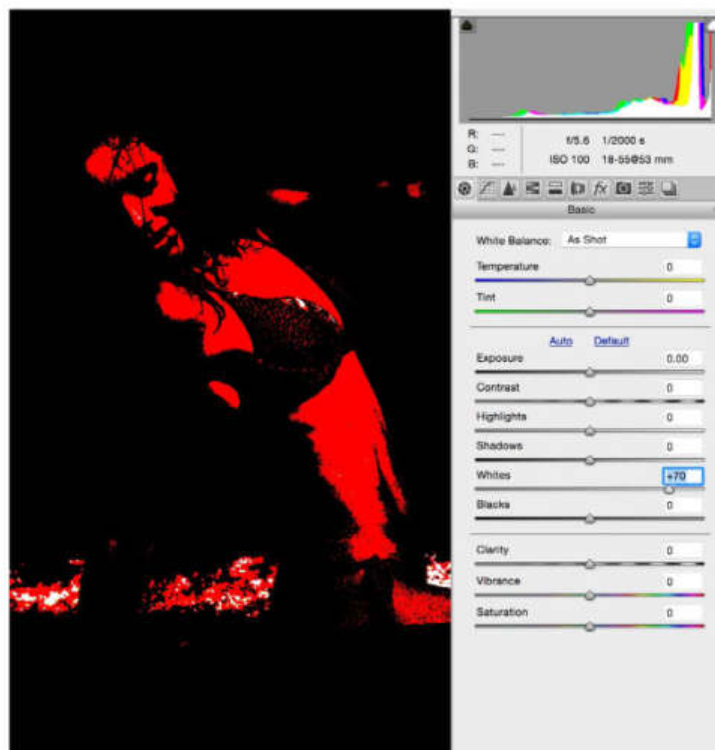 R: ---
G: ---
B: ---
f/5.6 1/2000 s
ISO 100 18-55@53 mm
fx
Basic
White Balance: As Shot
Temperature 0
Tint 0
Auto Default
Exposure 0.00
Contrast 0
Highlights 0
Shadows 0
Whites +70
Blacks 0
Clarity 0
Vibrance 0
Saturation 0